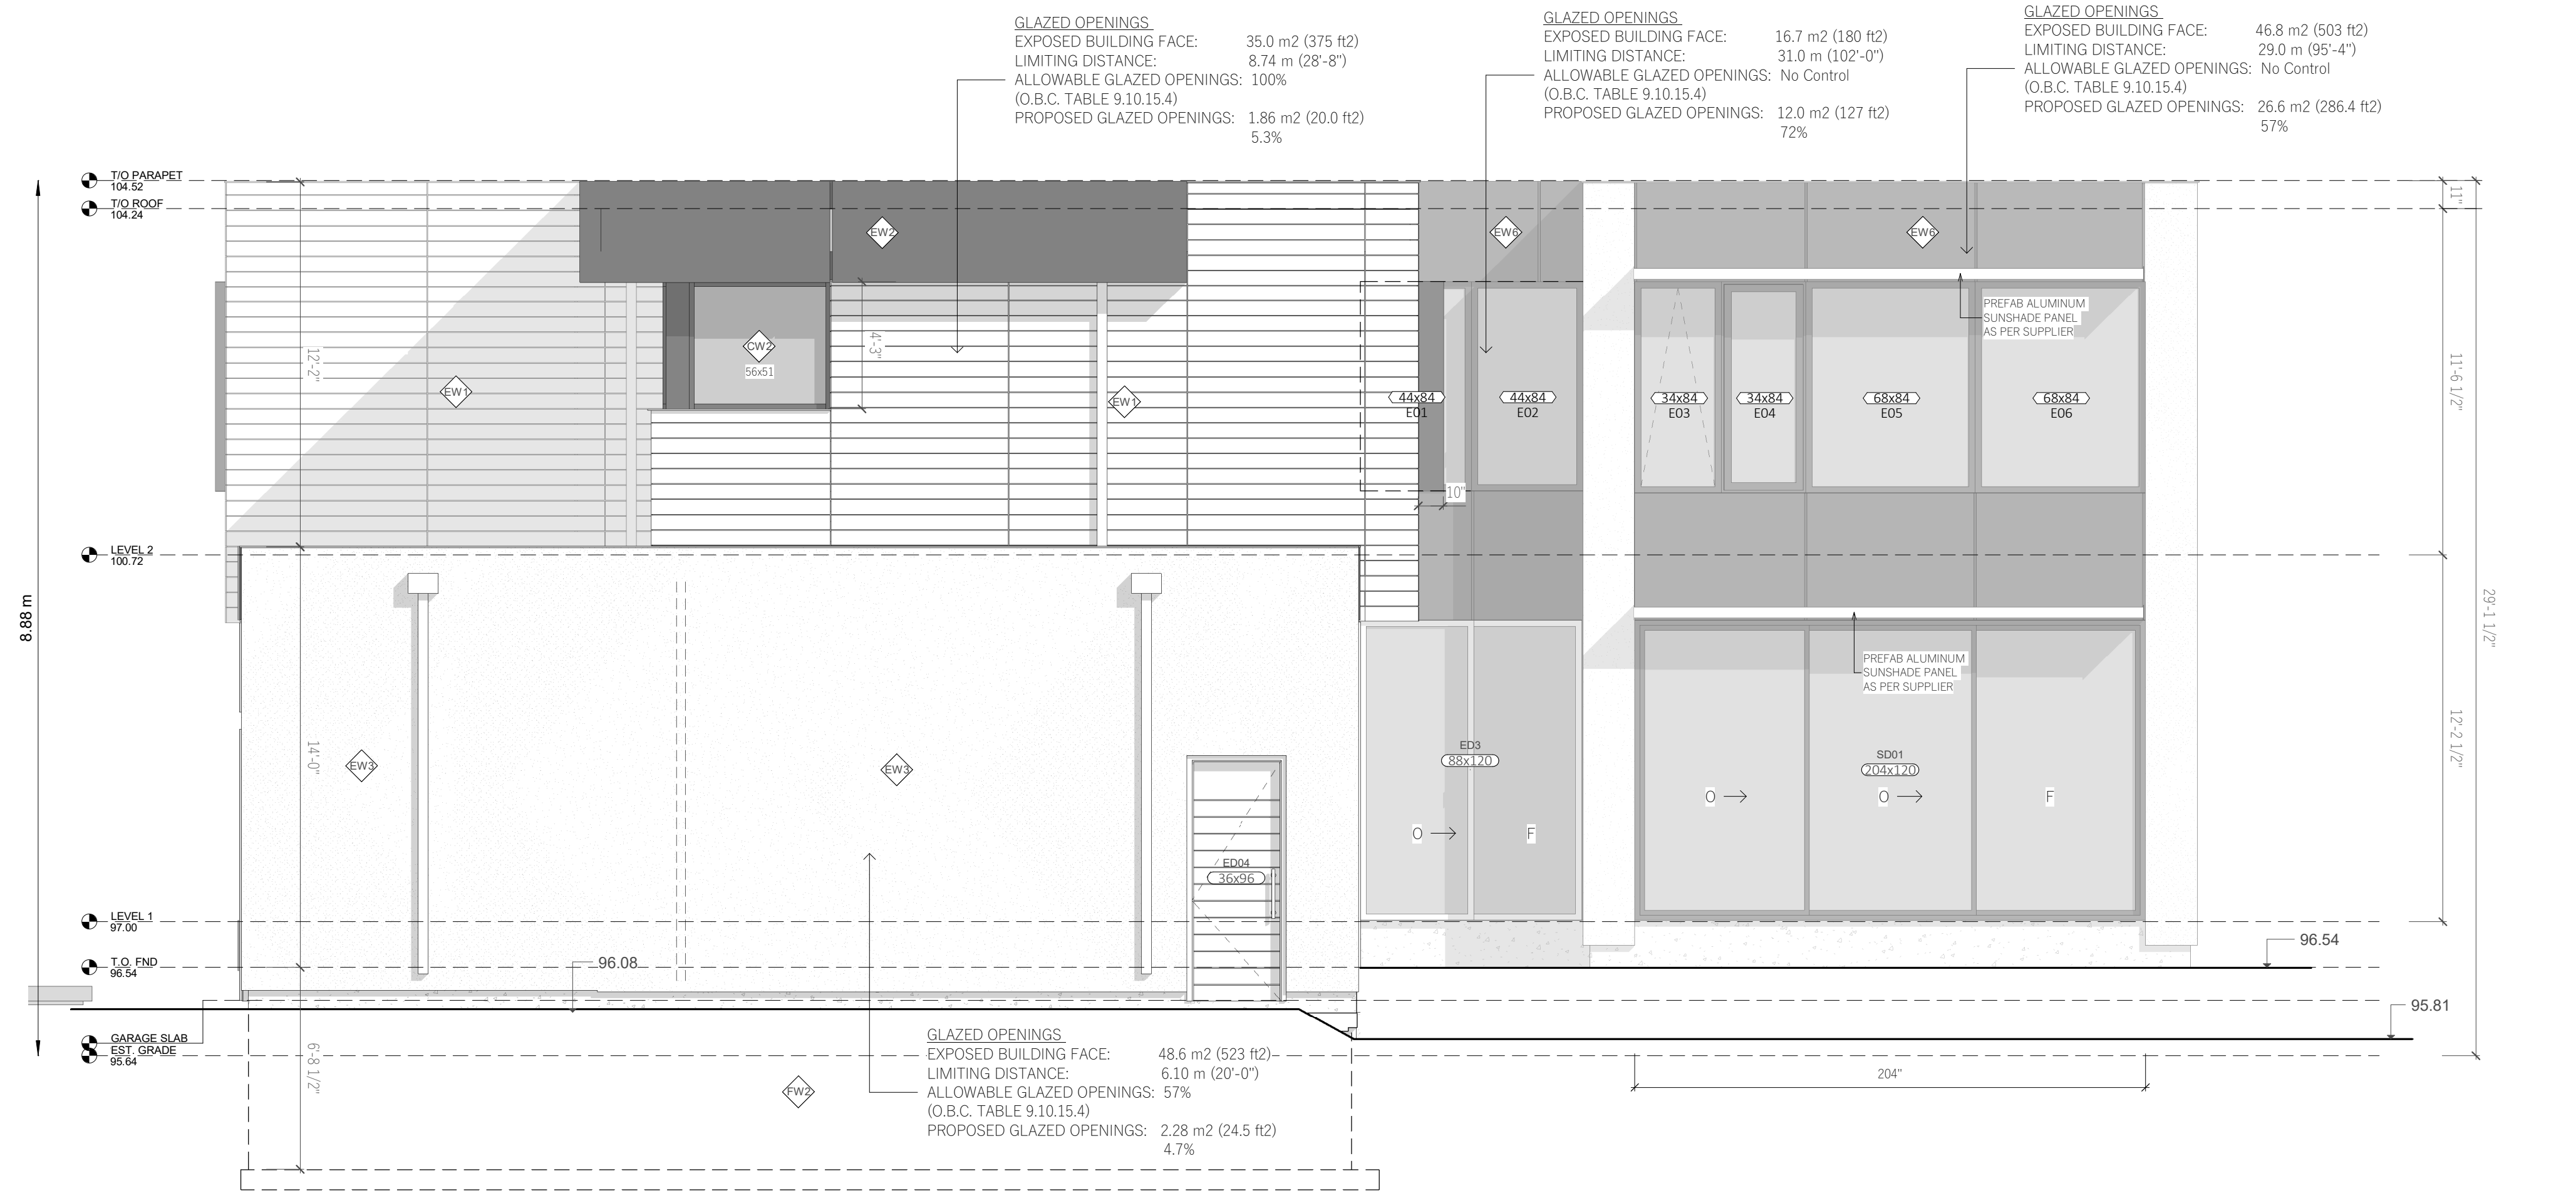 GLAZED OPENINGS
EXPOSED BUILDING FACE: 35.0 m2 (375 ft2)
LIMITING DISTANCE: 8.74 m (28'-8")
ALLOWABLE GLAZED OPENINGS: 100%
(O.B.C. TABLE 9.10.15.4)
PROPOSED GLAZED OPENINGS: 1.86 m2 (20.0 ft2)
5.3%
GLAZED OPENINGS
EXPOSED BUILDING FACE: 16.7 m2 (180 ft2)
LIMITING DISTANCE: 31.0 m (102'-0")
ALLOWABLE GLAZED OPENINGS: No Control
(O.B.C. TABLE 9.10.15.4)
PROPOSED GLAZED OPENINGS: 12.0 m2 (127 ft2)
72%
GLAZED OPENINGS
EXPOSED BUILDING FACE: 46.8 m2 (503 ft2)
LIMITING DISTANCE: 29.0 m (95'-4")
ALLOWABLE GLAZED OPENINGS: No Control
(O.B.C. TABLE 9.10.15.4)
PROPOSED GLAZED OPENINGS: 26.6 m2 (286.4 ft2)
57%
T/O PARAPET
104.52
T/O ROOF
104.24
11"
EW2
EW6
EW6
PREFAB ALUMINUM
SUNSHADE PANEL
AS PER SUPPLIER
12'-2"
CW2
56x51
4'-3"
EW1
EW1
44x84
E01
44x84
E02
34x84
E03
34x84
E04
68x84
E05
68x84
E06
11'-6 1/2"
10"
LEVEL 2
100.72
8.88 m
29'-1 1/2"
PREFAB ALUMINUM
SUNSHADE PANEL
AS PER SUPPLIER
14'-0"
EW3
EW3
ED3
88x120
SD01
204x120
12'-2 1/2"
O
F
O
O
F
ED04
36x96
LEVEL 1
97.00
T.O. FND
96.54
96.08
96.54
95.81
GARAGE SLAB
EST. GRADE
95.64
6'-8 1/2"
FW2
GLAZED OPENINGS
EXPOSED BUILDING FACE: 48.6 m2 (523 ft2)
LIMITING DISTANCE: 6.10 m (20'-0")
ALLOWABLE GLAZED OPENINGS: 57%
(O.B.C. TABLE 9.10.15.4)
PROPOSED GLAZED OPENINGS: 2.28 m2 (24.5 ft2)
4.7%
204"